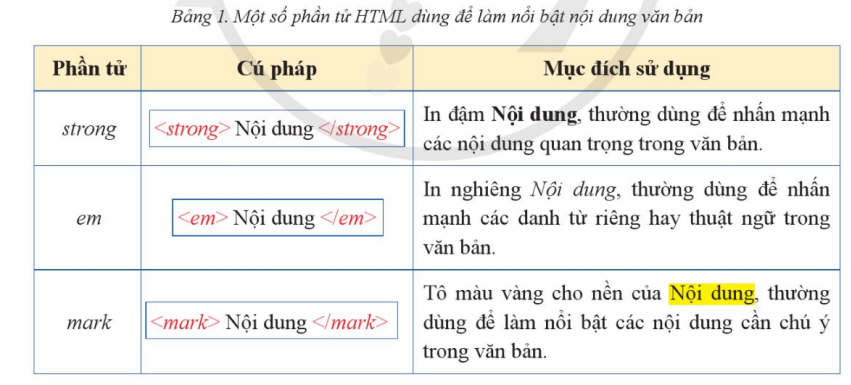 Bảng 1. Một số phần tử HTML dùng để làm nổi bật nội dung văn bản
Phần tử
Cú pháp
Mục đích sử dụng
strong
<strong> Nội dung </strong>
In đậm Nội dung, thường dùng để nhấn mạnh
các nội dung quan trọng trong văn bản.
em
<em> Nội dung </em>
In nghiêng Nội dung, thường dùng để nhấn
mạnh các danh từ riêng hay thuật ngữ trong
văn bản.
mark
<mark> Nội dung </mark>
Tô màu vàng cho nền của Nội dung, thường
dùng để làm nổi bật các nội dung cần chú ý
trong văn bản.